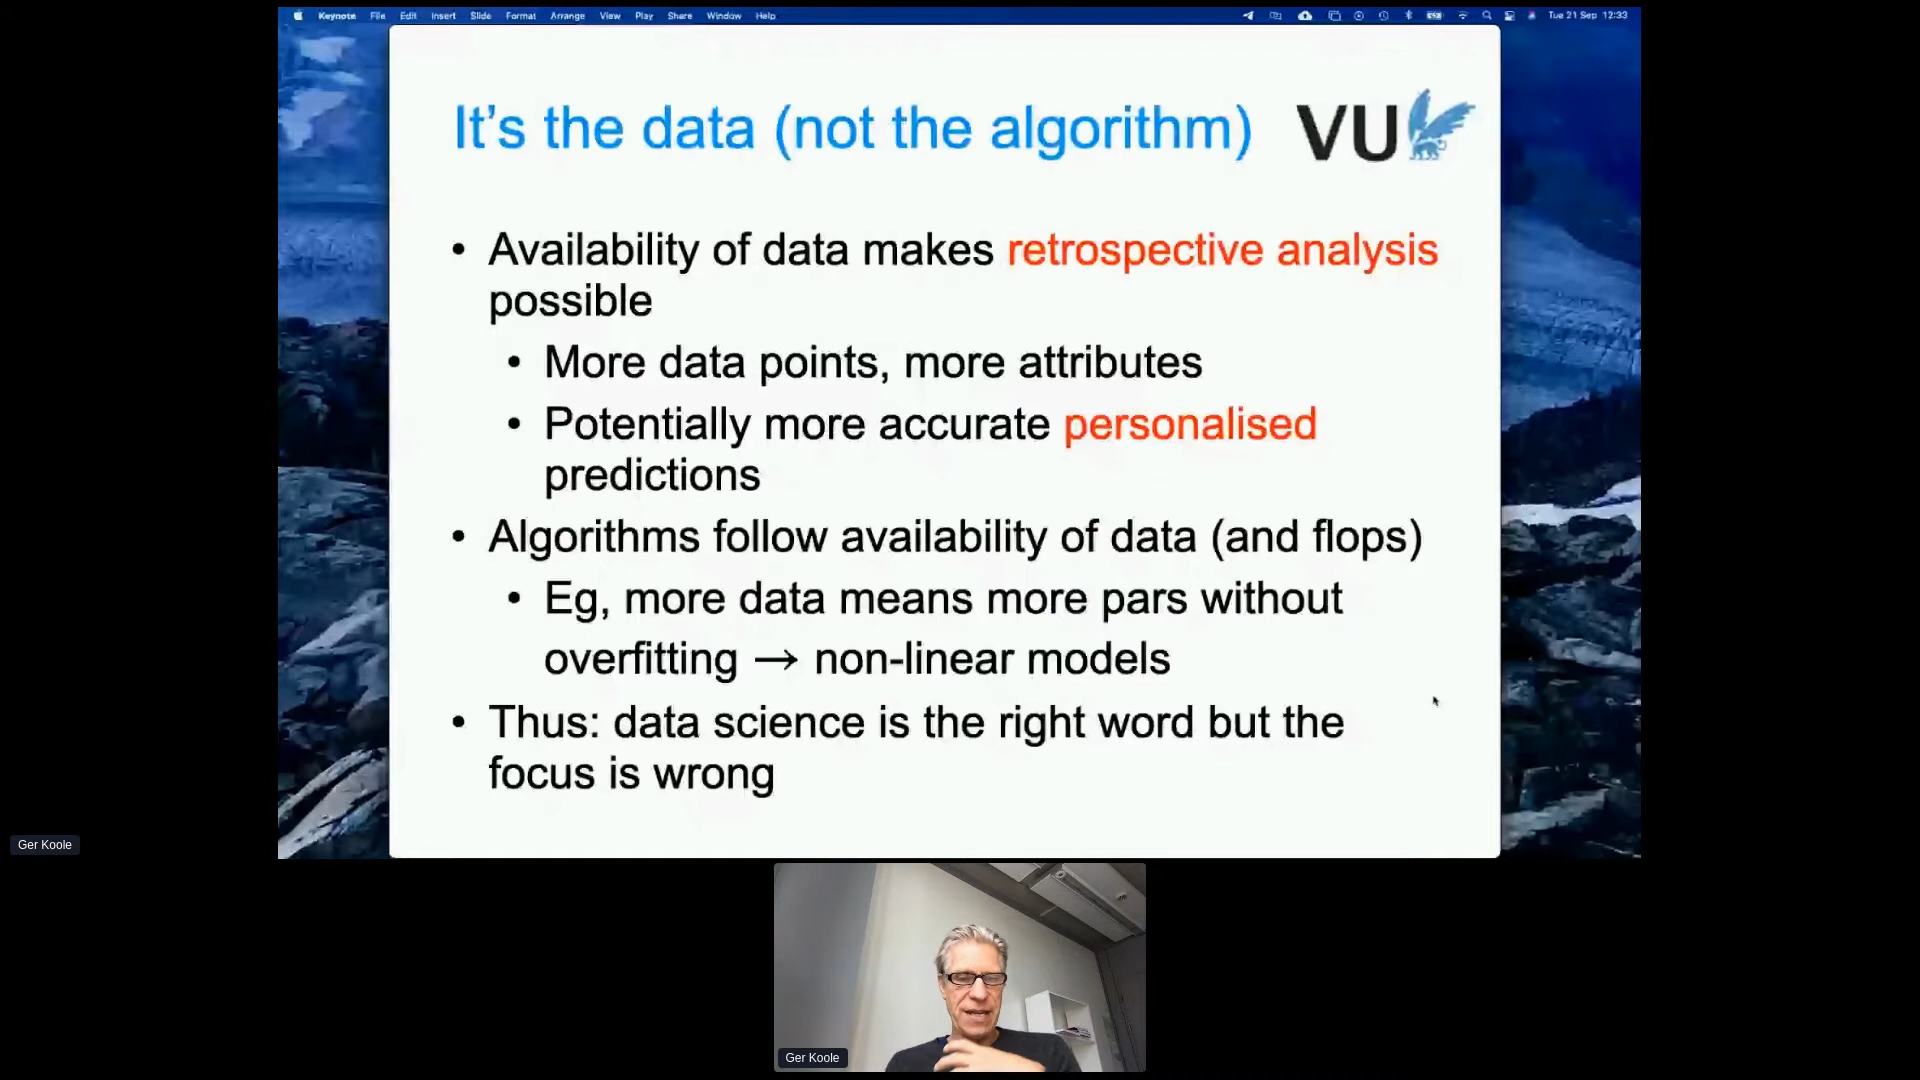 Keynote File Edit Insert Slide Format Arrange View Play Share Window Help Tue 21 Sep 12:33
It's the data (not the algorithm) VU
• Availability of data makes retrospective analysis
possible
• More data points, more attributes
• Potentially more accurate personalised
predictions
• Algorithms follow availability of data (and flops)
• Eg, more data means more pars without
overfitting → non-linear models
• Thus: data science is the right word but the
focus is wrong
Ger Koole
Ger Koole